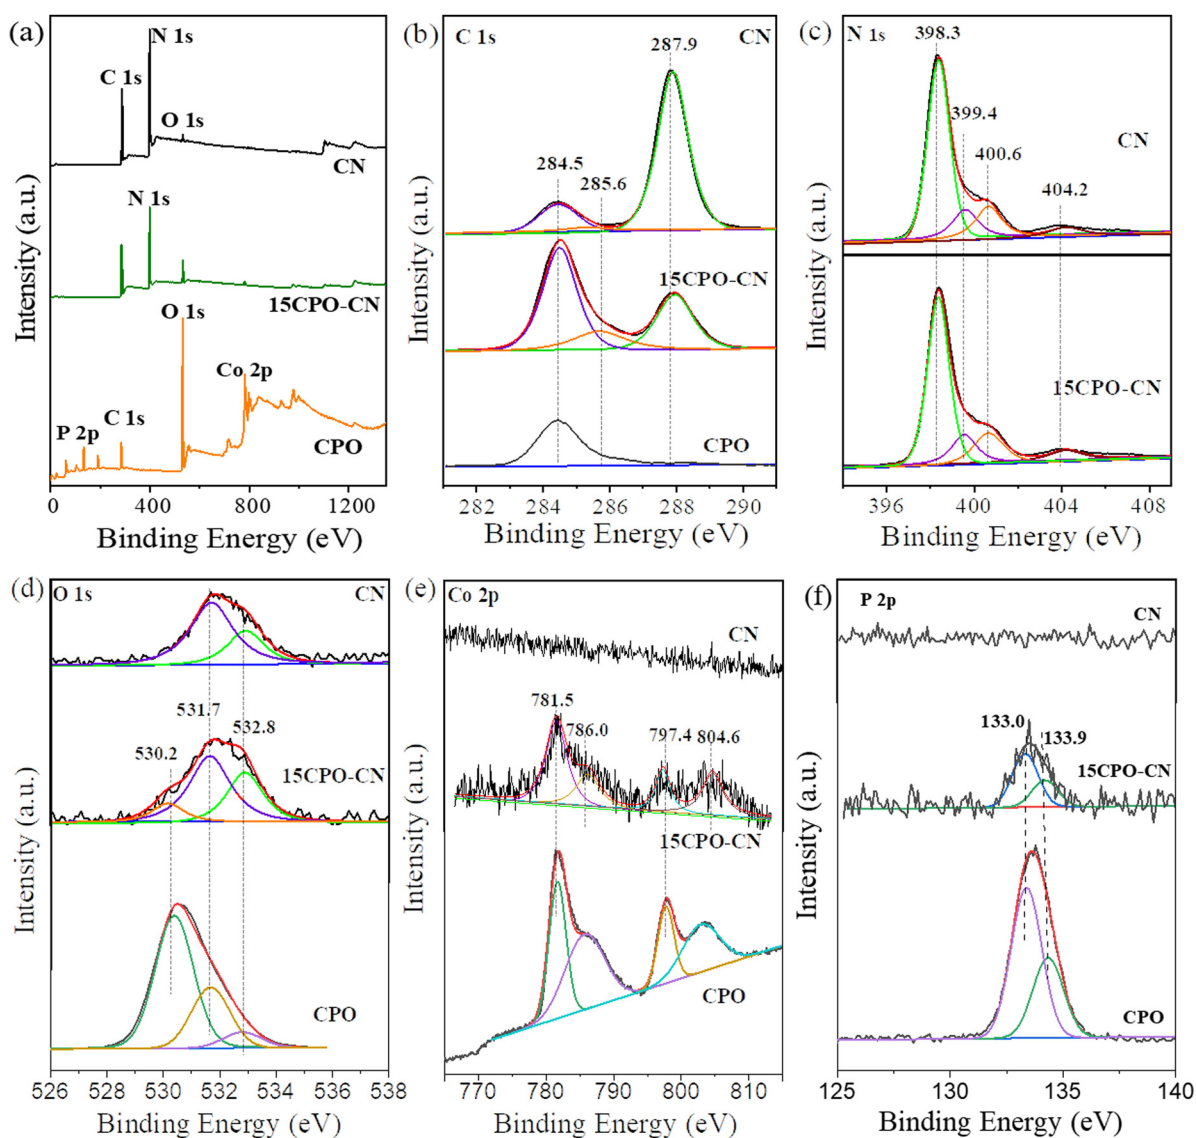 (a)
N 1s
C 1s
O 1s
CN
N 1s
15CPO-CN
O 1s
Co 2p
C 1s
P 2p
CPO
Intensity (a.u.)
0 400 800 1200
Binding Energy (eV)
(b)
C 1s
CN
287.9
284.5
285.6
15CPO-CN
CPO
Intensity (a.u.)
282 284 286 288 290
Binding Energy (eV)
(c)
N 1s
398.3
399.4
CN
400.6
404.2
15CPO-CN
Intensity (a.u.)
396 400 404 408
Binding Energy (eV)
(d)
O 1s
CN
531.7
532.8
530.2
15CPO-CN
CPO
Intensity (a.u.)
526 528 530 532 534 536 538
Binding Energy (eV)
(e)
Co 2p
CN
781.5
786.0
797.4
804.6
15CPO-CN
CPO
Intensity (a.u.)
770 780 790 800 810
Binding Energy (eV)
(f)
P 2p
CN
133.0
133.9
15CPO-CN
CPO
Intensity (a.u.)
125 130 135 140
Binding Energy (eV)